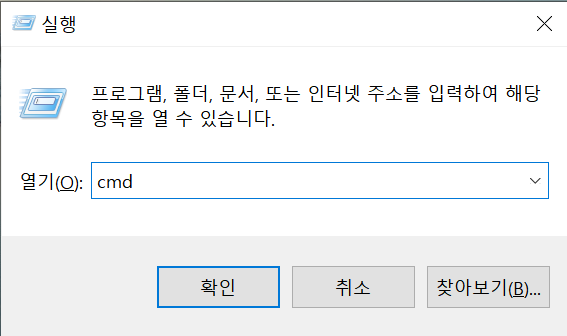 실행
프로그램, 폴더, 문서, 또는 인터넷 주소를 입력하여 해당
항목을 열 수 있습니다.
열기(O): cmd
확인 취소 찾아보기(B)...